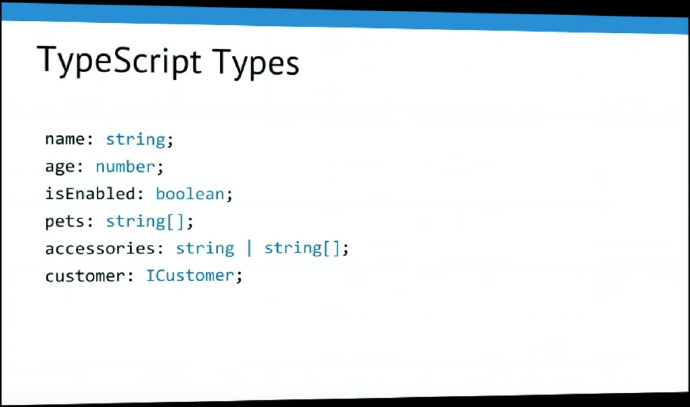 TypeScript Types
name: string;
age: number;
isEnabled: boolean;
pets: string[];
accessories: string | string[];
customer: ICustomer;